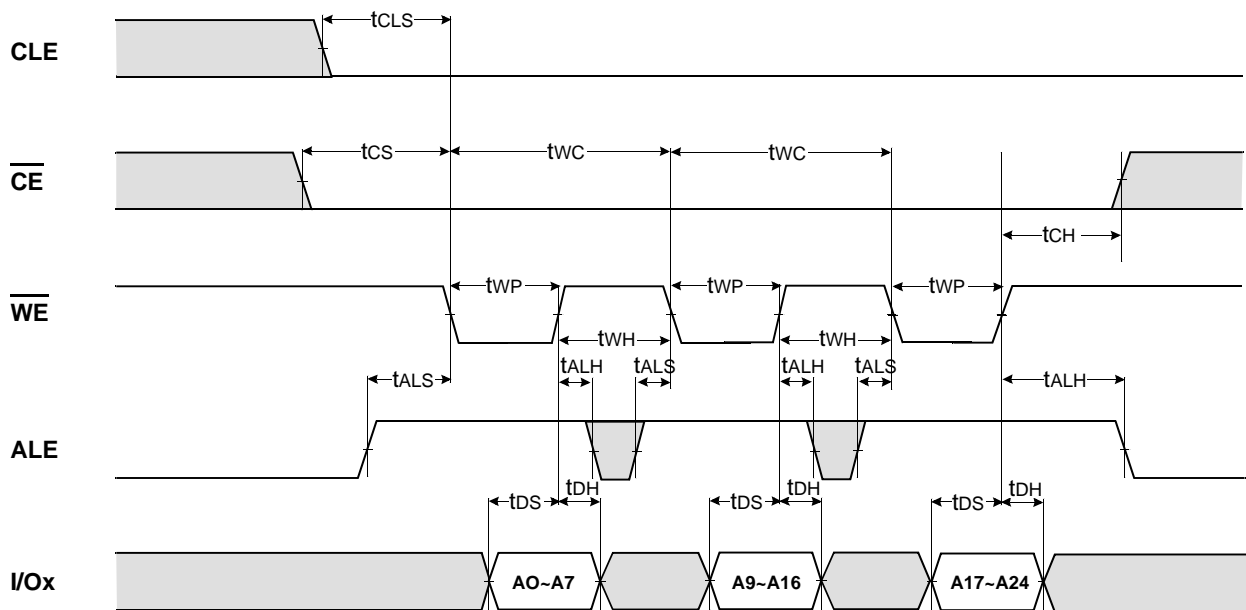 tCLS
CLE
tCS tWC tWC
CE
tCH
tWP tWP tWP
WE
tWH tWH
tALS tALH tALS tALH tALS tALH
ALE
tDS tDH tDS tDH tDS tDH
I/Ox AO~A7 A9~A16 A17~A24